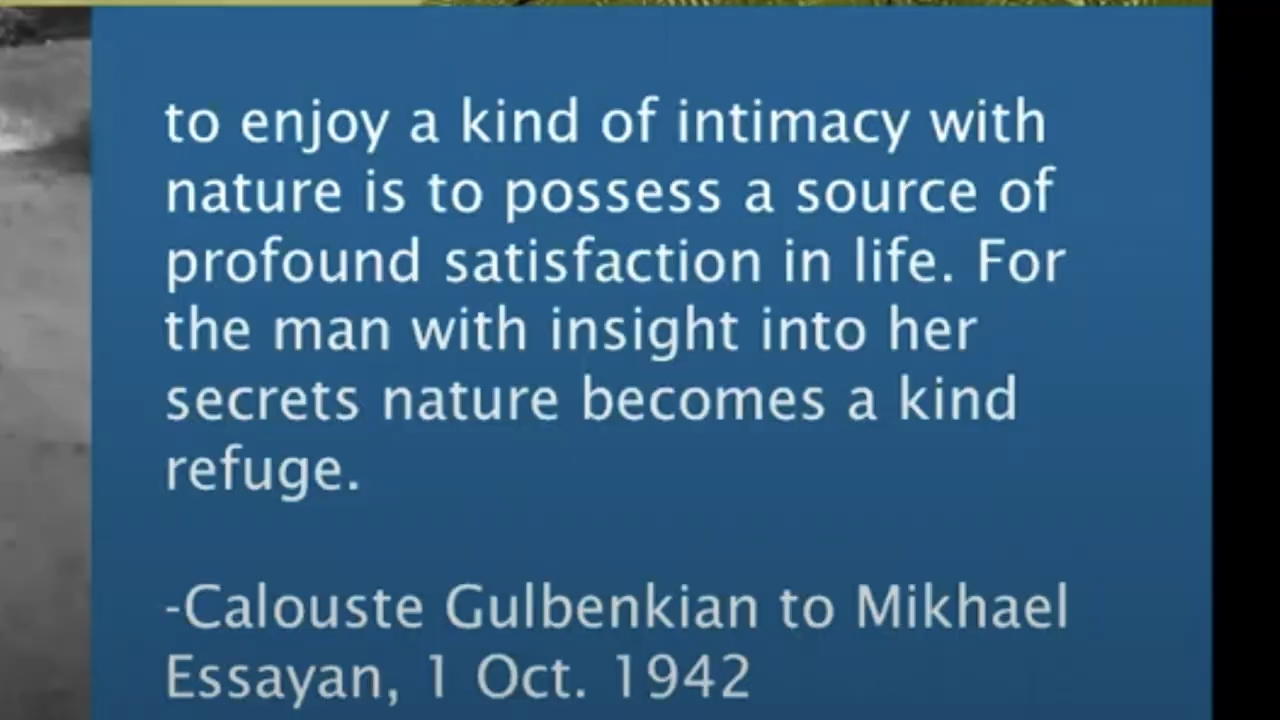 to enjoy a kind of intimacy with
nature is to possess a source of
profound satisfaction in life. For
the man with insight into her
secrets nature becomes a kind
refuge.
-Calouste Gulbenkian to Mikhael
Essayan, 1 Oct. 1942